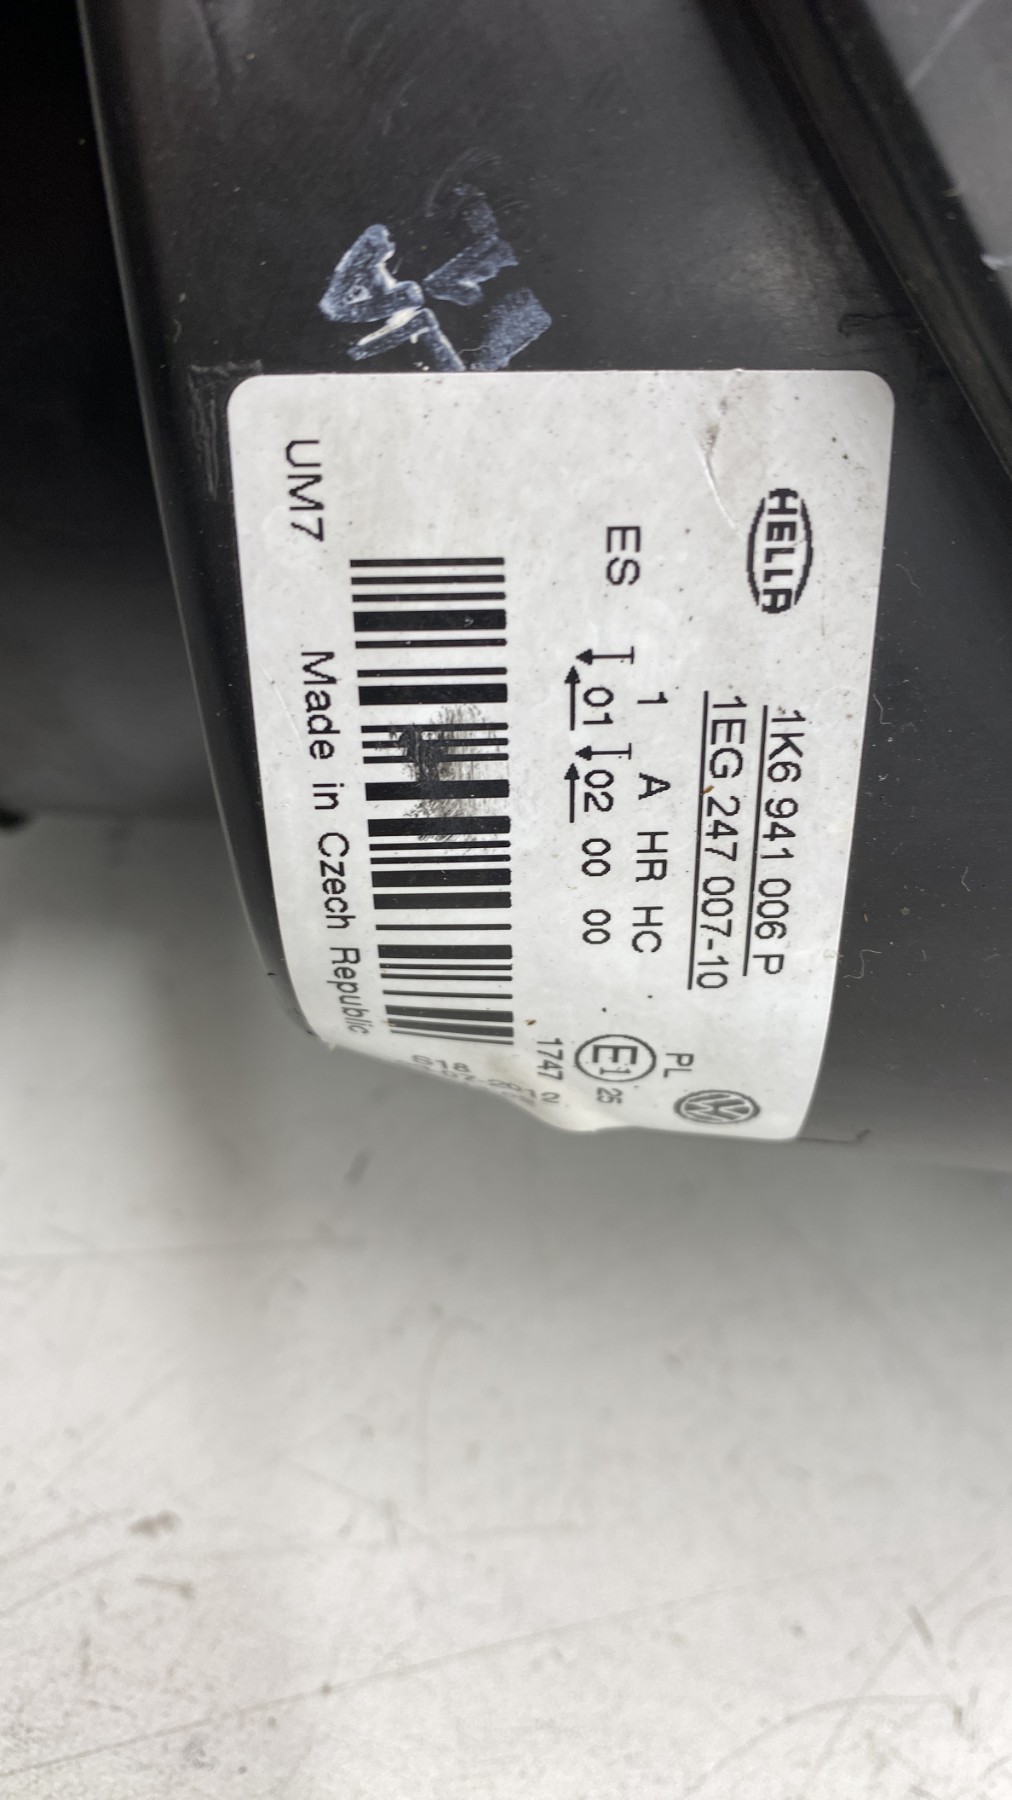 HELLA
1K6 941 006 P
1EG 247 007-10
PL
1 A HR HC
E1
25
ES 01 02 00 00
1747
618
UM7 Made in Czech Republic